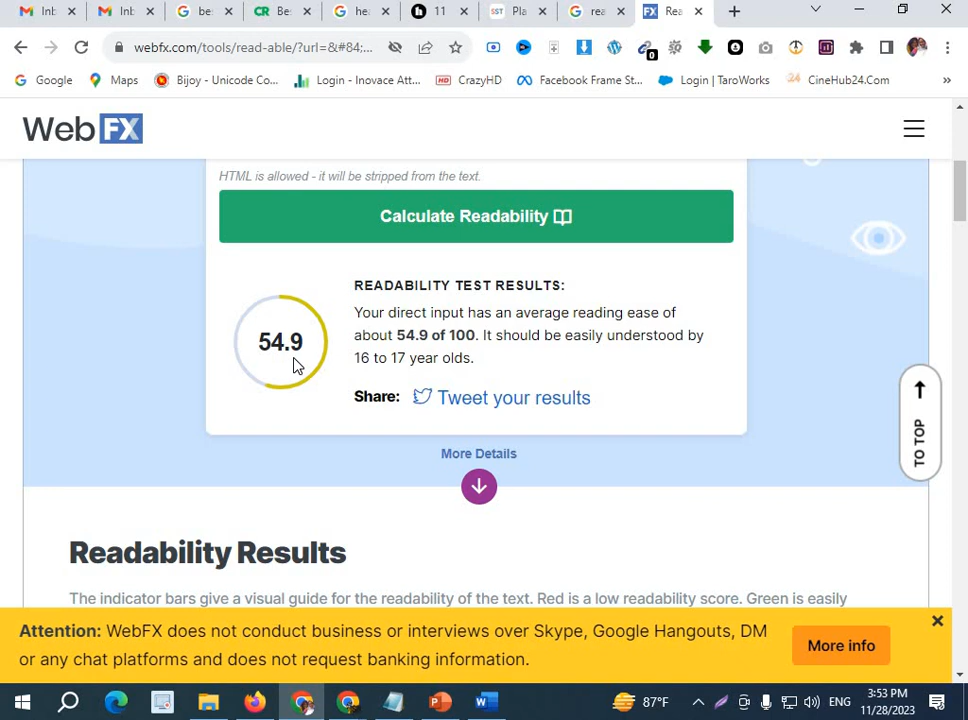 Inb
Inb
be
Be
hea
11
Pla
rea
Rea
webfx.com/tools/read-able/?url=&#84;...
0
Google
Maps
Bijoy - Unicode Co...
Login - Inovace Att...
HD
CrazyHD
Facebook Frame St...
Login | TaroWorks
24
CineHub24.Com
»
WebFX
HTML is allowed - it will be stripped from the text.
Calculate Readability
READABILITY TEST RESULTS:
54.9
Your direct input has an average reading ease of
about 54.9 of 100. It should be easily understood by
16 to 17 year olds.
Share: Tweet your results
TO TOP
More Details
Readability Results
The indicator bars give a visual guide for the readability of the text. Red is a low readability score. Green is easily
Attention: WebFX does not conduct business or interviews over Skype, Google Hangouts, DM
or any chat platforms and does not request banking information.
More info
87°F
ENG
3:53 PM
11/28/2023